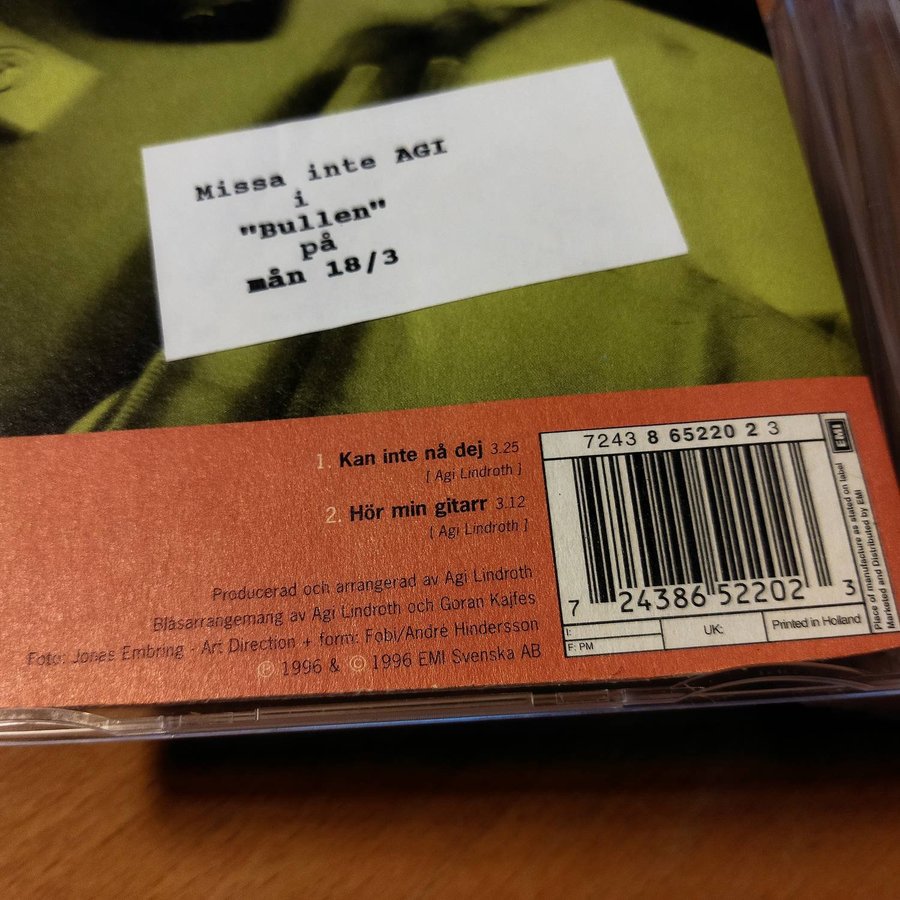 Missa inte AGI
i
"Bullen"
på
mån 18/3
1. Kan inte nå dej 3.25
[ Agi Lindroth ]
2. Hör min gitarr 3.12
[ Agi Lindroth ]
Producerad och arrangerad av Agi Lindroth
Blåsarrangemang av Agi Lindroth och Goran Kajfes
Foto: Jonas Embring - Art Direction + form: Fobi/André Hindersson
℗ 1996 & © 1996 EMI Svenska AB
7243 8 65220 2 3
7 24386 52202 3
I:
F: PM
UK:
Printed in Holland
EMI
Place of manufacture as stated on label
Marketed and Distributed by EMI